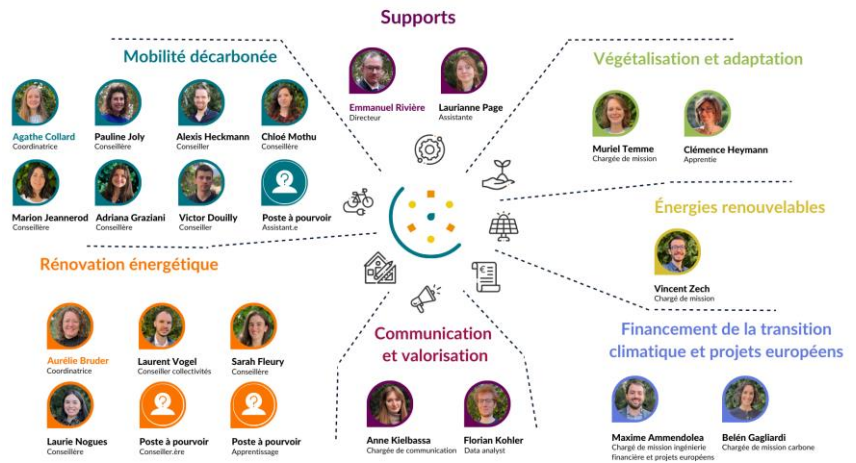 Supports
Emmanuel Rivière
Directeur
Laurianne Page
Assistante
Mobilité décarbonée
Agathe Collard
Coordinatrice
Pauline Joly
Conseillère
Alexis Heckmann
Conseiller
Chloé Mothu
Conseillère
Marion Jeannerod
Conseillère
Adriana Graziani
Conseillère
Victor Douilly
Conseiller
?
Poste à pourvoir
Assistant.e
Végétalisation et adaptation
Muriel Temme
Chargée de mission
Clémence Heymann
Apprentie
Énergies renouvelables
Vincent Zech
Chargé de mission
Rénovation énergétique
Aurélie Bruder
Coordinatrice
Laurent Vogel
Conseiller collectivités
Sarah Fleury
Conseillère
Laurie Nogues
Conseillère
?
Poste à pourvoir
Conseiller.ère
?
Poste à pourvoir
Apprentissage
€
Communication
et valorisation
Anne Kielbassa
Chargée de communication
Florian Kohler
Data analyst
Financement de la transition
climatique et projets européens
Maxime Ammendolea
Chargé de mission ingénierie
financière et projets européens
Belén Gagliardi
Chargée de mission carbone